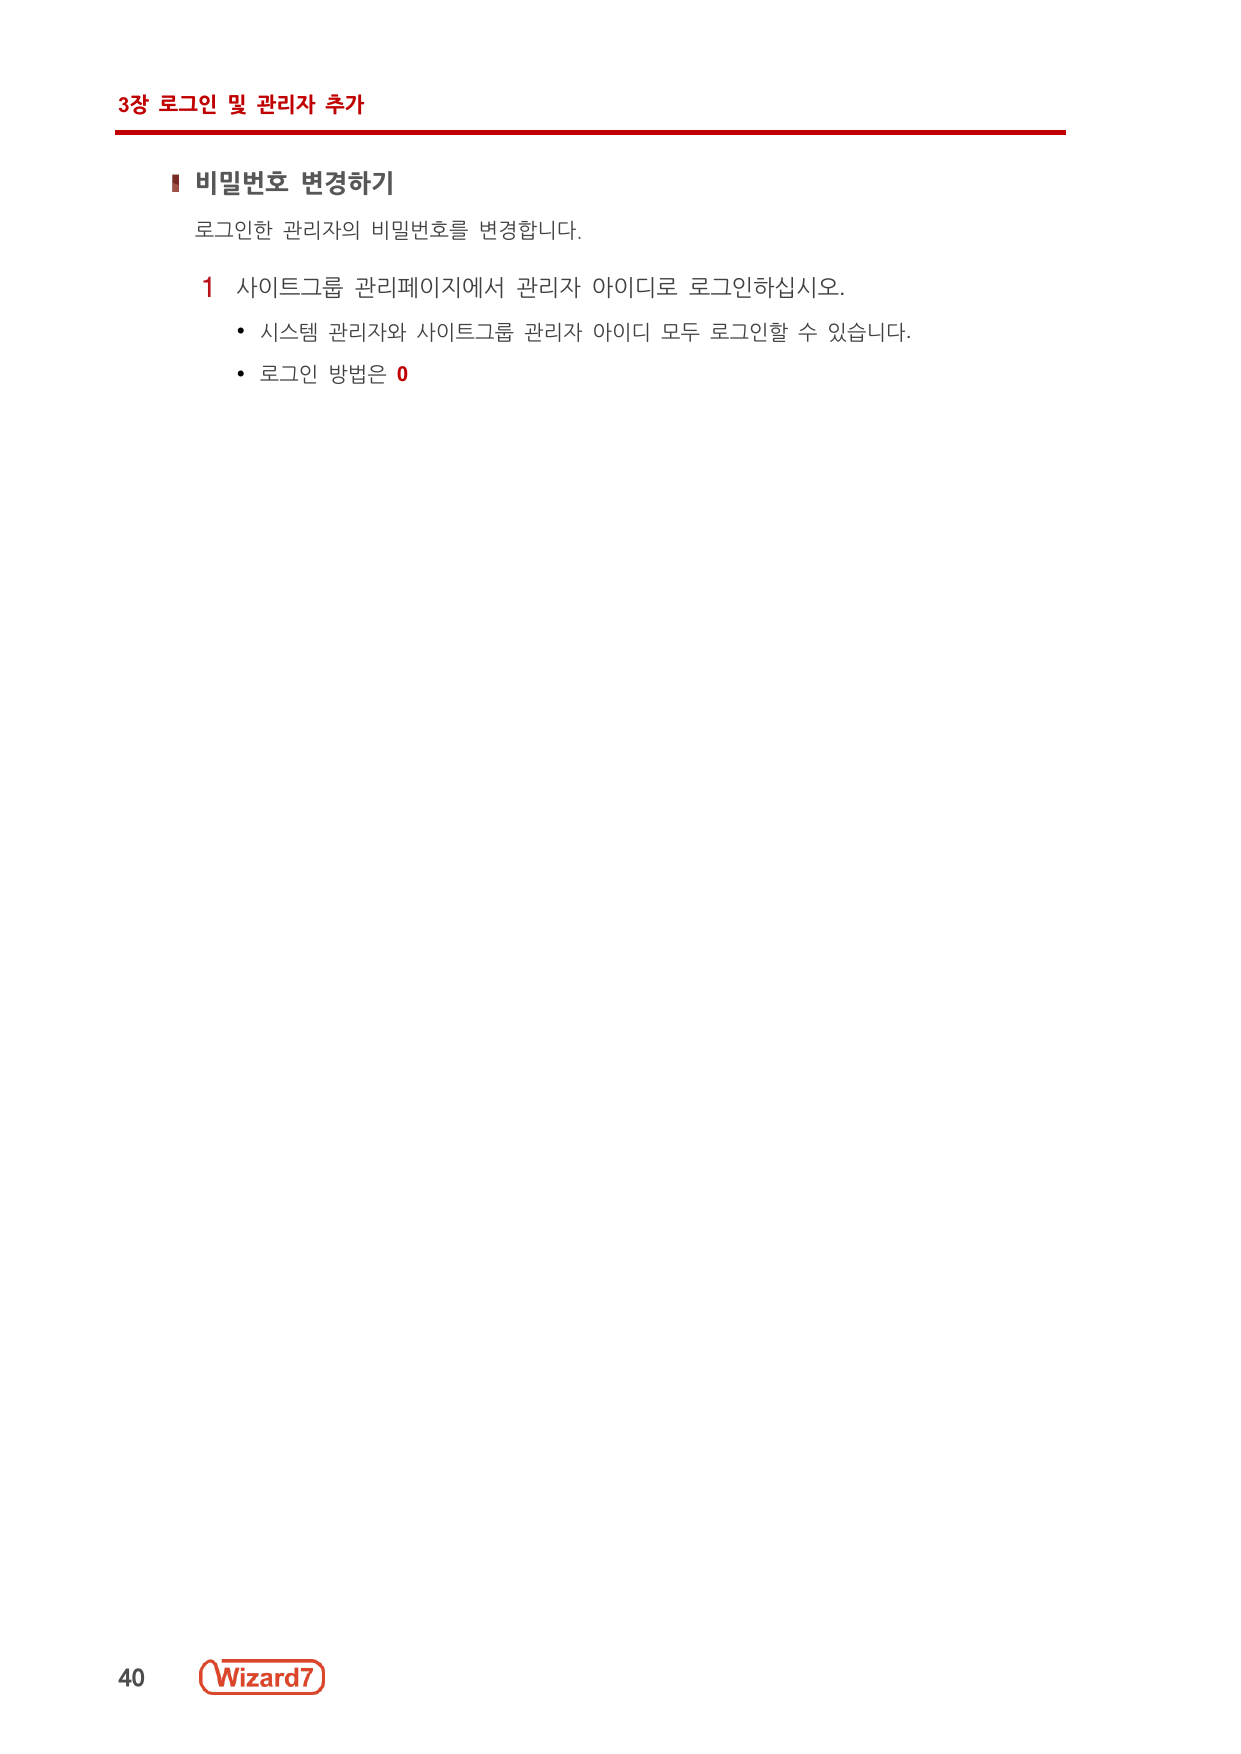 3장 로그인 및 관리자 추가
비밀번호 변경하기
로그인한 관리자의 비밀번호를 변경합니다.
1 사이트그룹 관리페이지에서 관리자 아이디로 로그인하십시오.
• 시스템 관리자와 사이트그룹 관리자 아이디 모두 로그인할 수 있습니다.
• 로그인 방법은 0
40 Wizard7